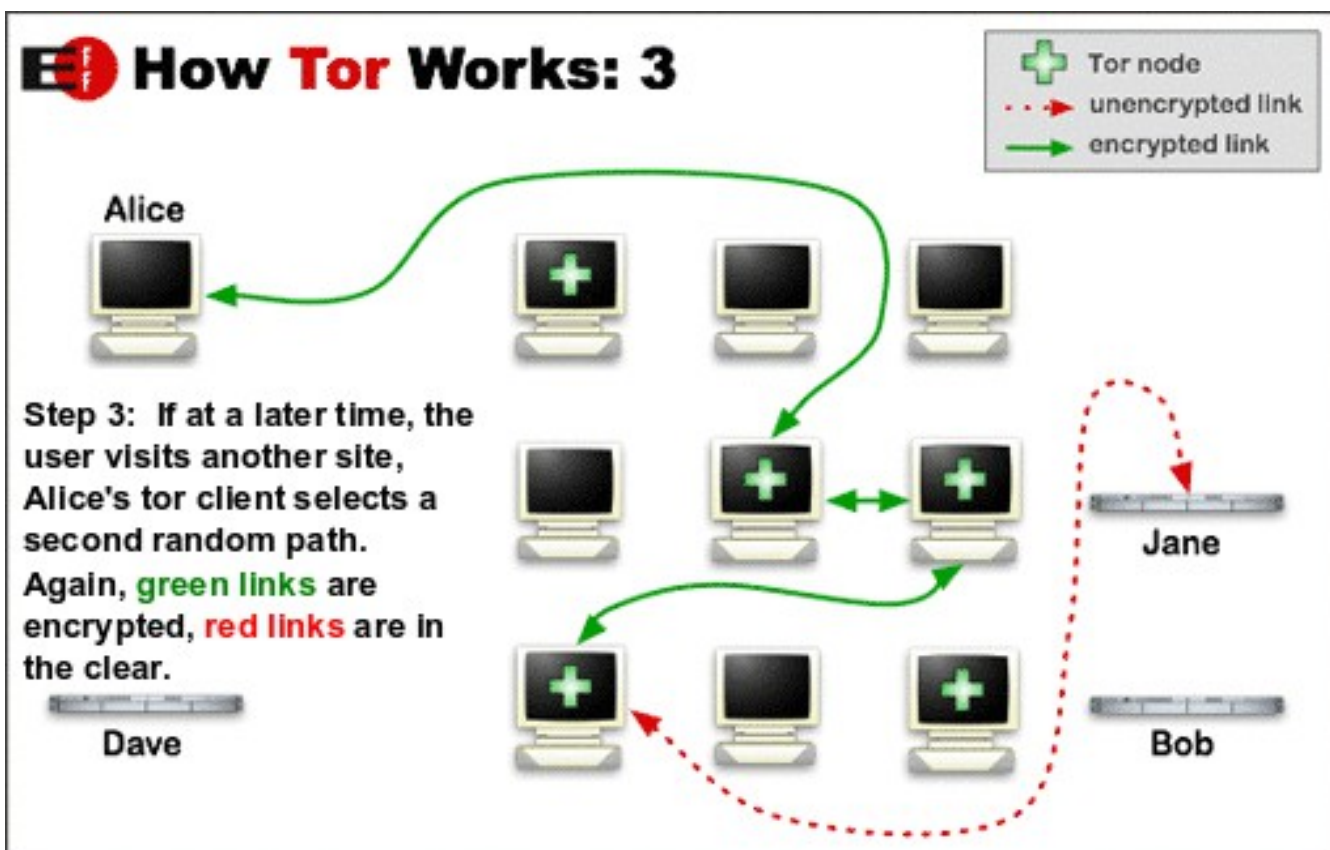 EFF How Tor Works: 3
Tor node
unencrypted link
encrypted link
Alice
Step 3: If at a later time, the
user visits another site,
Alice's tor client selects a
second random path.
Again, green links are
encrypted, red links are in
the clear.
Jane
Dave
Bob